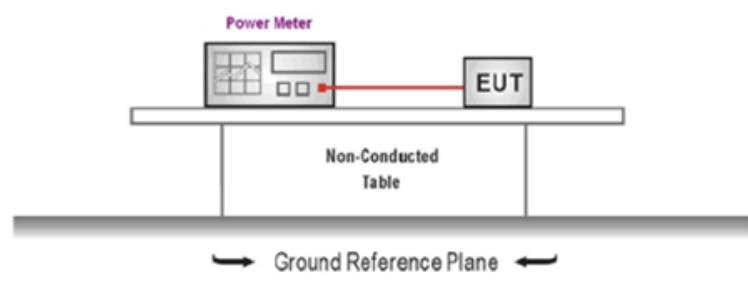 Power Meter
EUT
Non-Conducted
Table
Ground Reference Plane